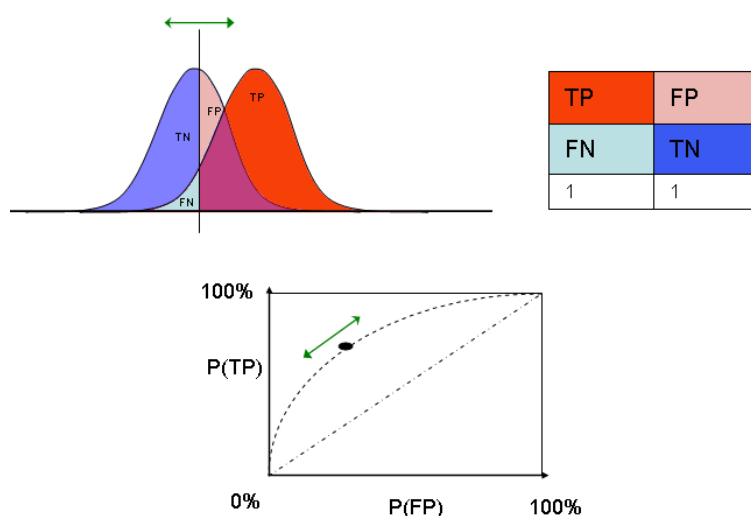 FP
TP
TN
FN
TP FP
FN TN
1 1
100%
P(TP)
0%
P(FP)
100%